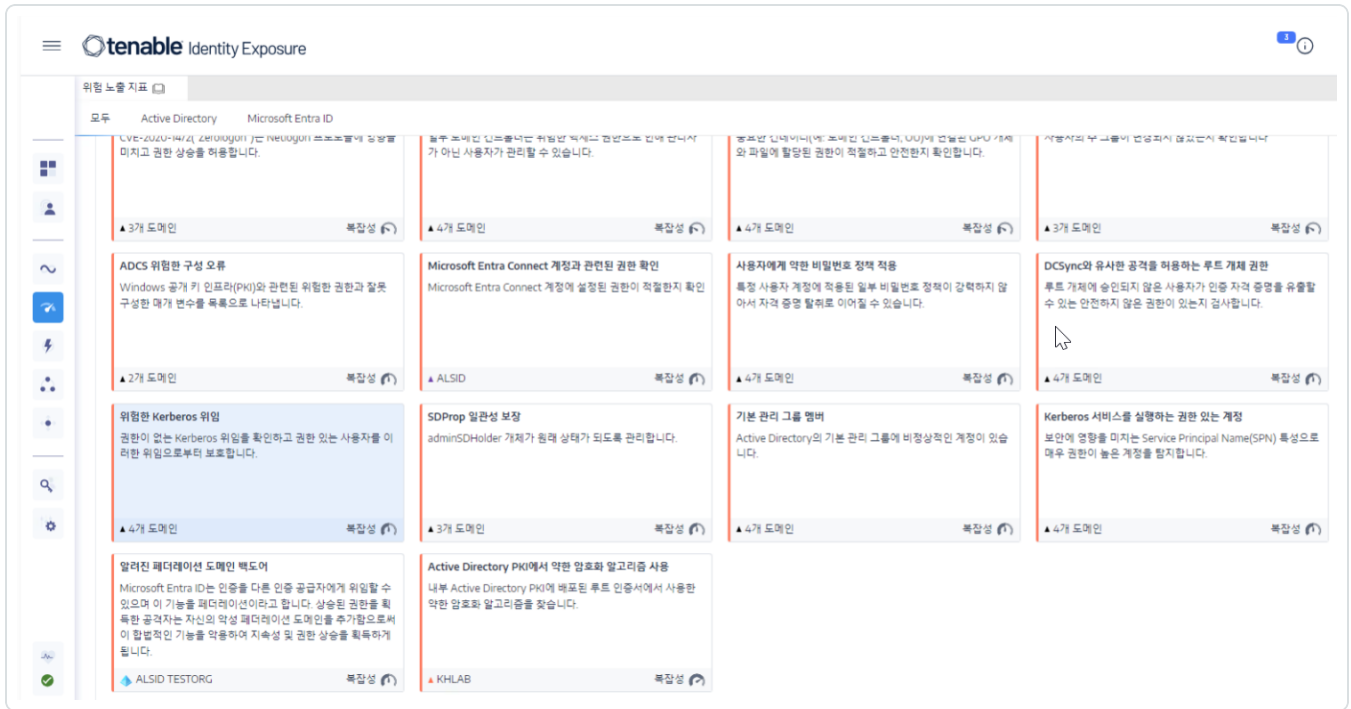 tenable Identity Exposure
3
위험 노출 지표
모두 Active Directory Microsoft Entra ID
미치고 권한 상승을 허용합니다.
가 아닌 사용자가 관리할 수 있습니다.
와 파일에 할당된 권한이 적절하고 안전한지 확인합니다.
▲ 3개 도메인 복잡성
▲ 4개 도메인 복잡성
▲ 4개 도메인 복잡성
▲ 3개 도메인 복잡성
ADCS 위험한 구성 오류
Windows 공개 키 인프라(PKI)와 관련된 위험한 권한과 잘못
구성한 매개 변수를 목록으로 나타냅니다.
▲ 2개 도메인 복잡성
Microsoft Entra Connect 계정과 관련된 권한 확인
Microsoft Entra Connect 계정에 설정된 권한이 적절한지 확인
▲ ALSID 복잡성
사용자에게 약한 비밀번호 정책 적용
특정 사용자 계정에 적용된 일부 비밀번호 정책이 강력하지 않
아서 자격 증명 탈취로 이어질 수 있습니다.
▲ 4개 도메인 복잡성
DCSync와 유사한 공격을 허용하는 루트 개체 권한
루트 개체에 승인되지 않은 사용자가 인증 자격 증명을 유출할
수 있는 안전하지 않은 권한이 있는지 검사합니다.
▲ 4개 도메인 복잡성
위험한 Kerberos 위임
권한이 없는 Kerberos 위임을 확인하고 권한 있는 사용자를 이
러한 위임으로부터 보호합니다.
▲ 4개 도메인 복잡성
SDProp 일관성 보장
adminSDHolder 개체가 원래 상태가 되도록 관리합니다.
▲ 3개 도메인 복잡성
기본 관리 그룹 멤버
Active Directory의 기본 관리 그룹에 비정상적인 계정이 있습
니다.
▲ 4개 도메인 복잡성
Kerberos 서비스를 실행하는 권한 있는 계정
보안에 영향을 미치는 Service Principal Name(SPN) 특성으로
매우 권한이 높은 계정을 탐지합니다.
▲ 4개 도메인 복잡성
알려진 페더레이션 도메인 백도어
Microsoft Entra ID는 인증을 다른 인증 공급자에게 위임할 수
있으며 이 기능을 페더레이션이라고 합니다. 상승된 권한을 획
득한 공격자는 자신의 악성 페더레이션 도메인을 추가함으로써
이 합법적인 기능을 악용하여 지속성 및 권한 상승을 획득하게
됩니다.
ALSID TESTORG 복잡성
Active Directory PKI에서 약한 암호화 알고리즘 사용
내부 Active Directory PKI에 배포된 루트 인증서에서 사용한
약한 암호화 알고리즘을 찾습니다.
▲ KHLAB 복잡성